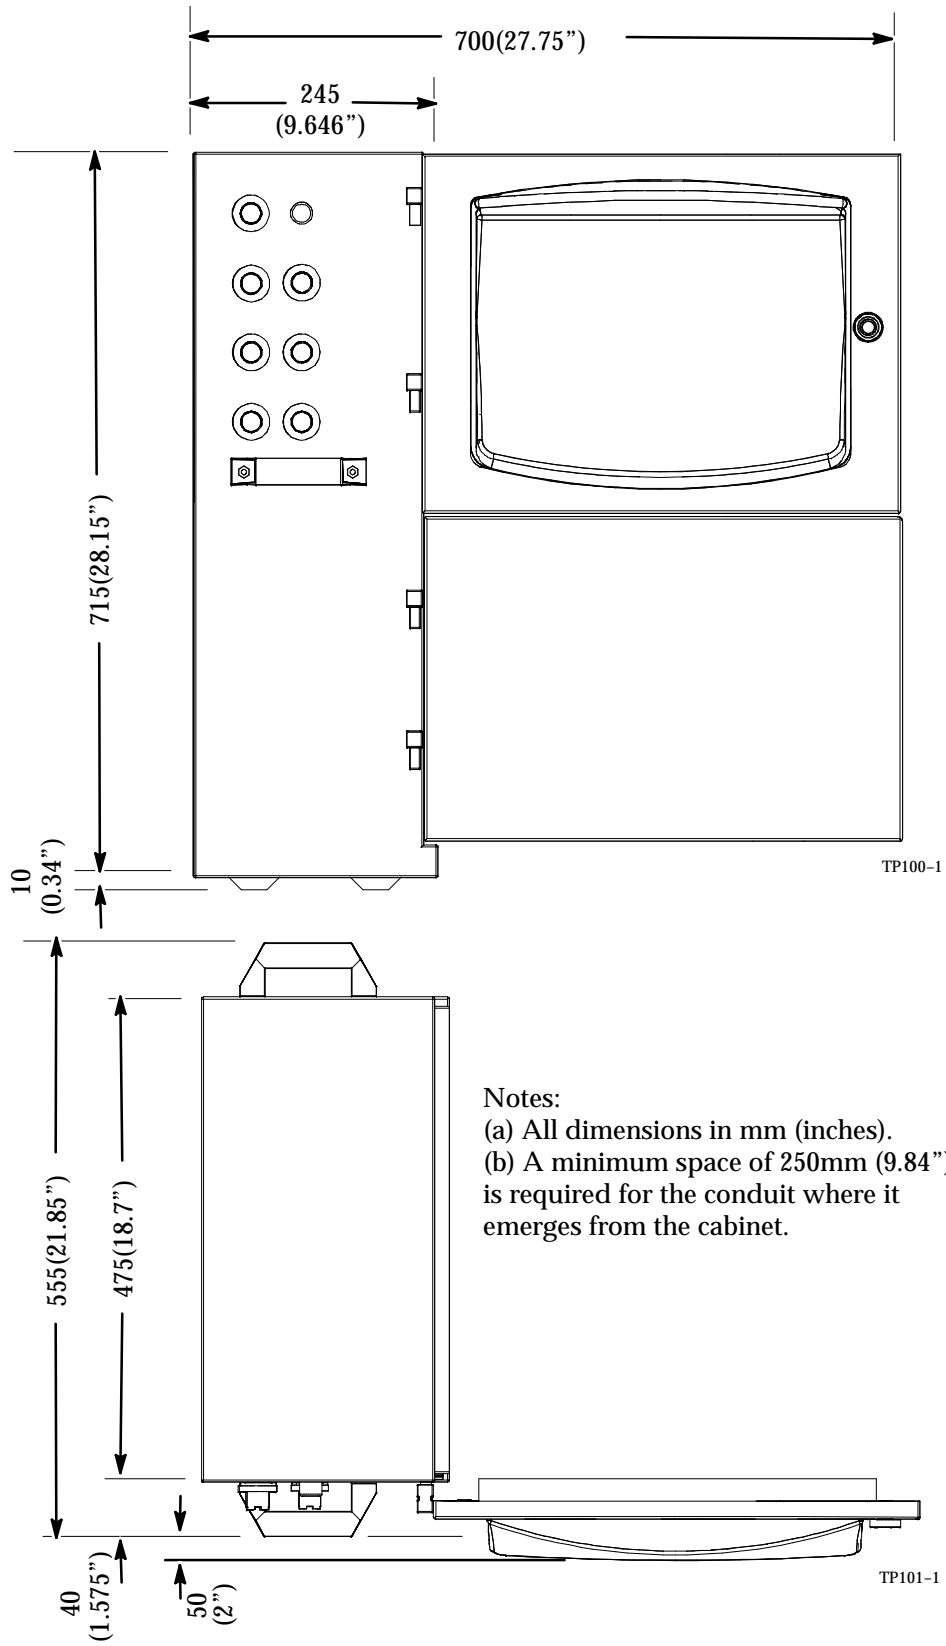 700(27.75”)
245
(9.646”)
715(28.15”)
10
(0.34”)
TP100–1
555(21.85”)
475(18.7”)
Notes:
(a) All dimensions in mm (inches).
(b) A minimum space of 250mm (9.84”)
is required for the conduit where it
emerges from the cabinet.
40
(1.575”)
50
(2”)
TP101–1